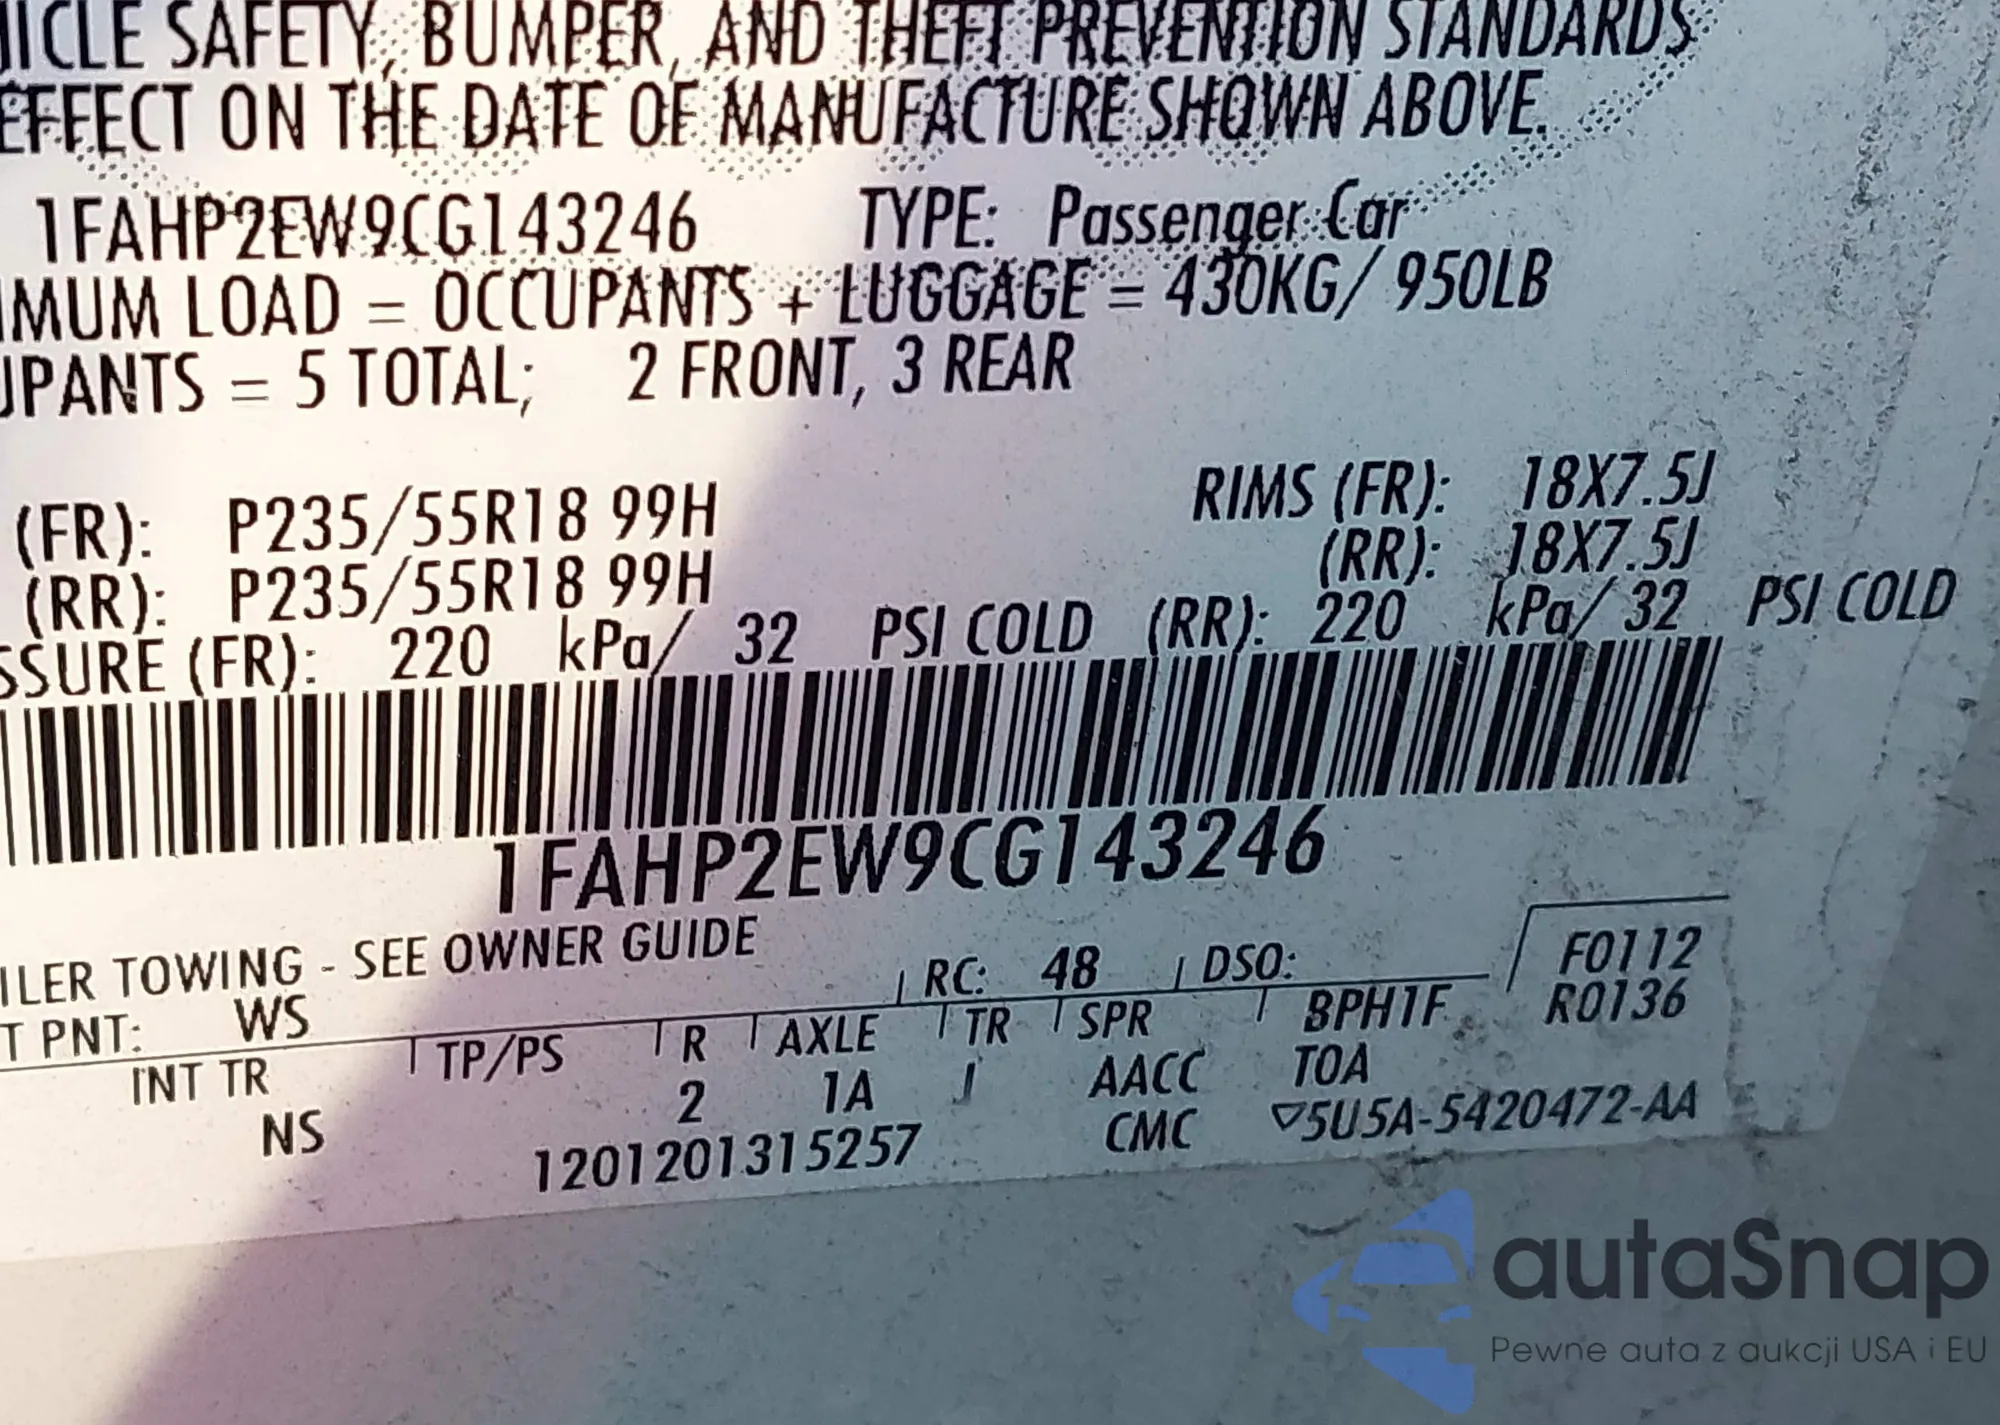 HICLE SAFETY, BUMPER, AND THEFT PREVENTION STANDARDS
EFFECT ON THE DATE OF MANUFACTURE SHOWN ABOVE.
1FAHP2EW9CG143246 TYPE: Passenger Car
MUM LOAD = OCCUPANTS + LUGGAGE = 430KG/ 950LB
UPANTS = 5 TOTAL; 2 FRONT, 3 REAR
(FR): P235/55R18 99H RIMS (FR): 18X7.5J
(RR): P235/55R18 99H (RR): 18X7.5J
SSURE (FR): 220 kPa/ 32 PSI COLD (RR): 220 kPa/ 32 PSI COLD
1FAHP2EW9CG143246
ILER TOWING - SEE OWNER GUIDE
T PNT: WS RC: 48 DSO: F0112
INT TR TP/PS R AXLE TR SPR BPH1F R0136
NS 2 1A J AACC TOA
1201201315257 CMC ▽5U5A-5420472-AA
autaSnap
Pewne auta z aukcji USA i EU